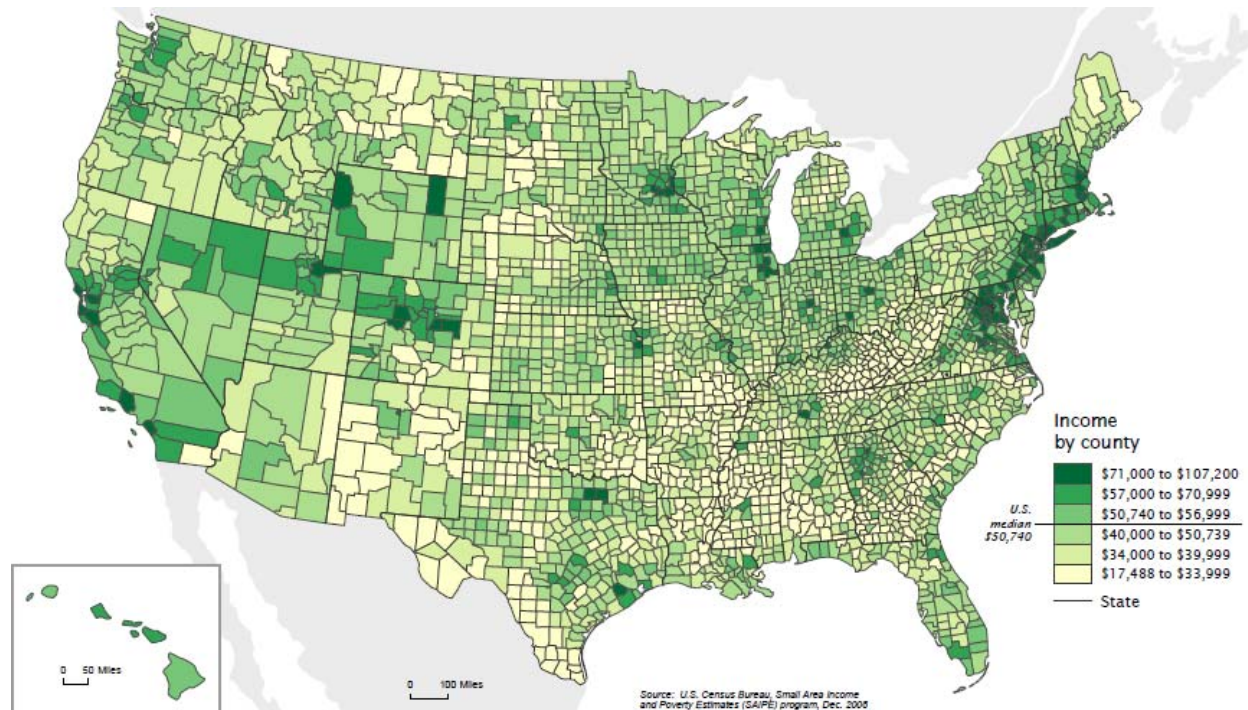 Income
by county
$71,000 to $107,200
$57,000 to $70,999
$50,740 to $56,999
$40,000 to $50,739
$34,000 to $39,999
$17,488 to $33,999
U.S.
median
$50,740
State
0 50 Miles
0 100 Miles
Source: U.S. Census Bureau, Small Area Income
and Poverty Estimates (SAIPE) program, Dec. 2008